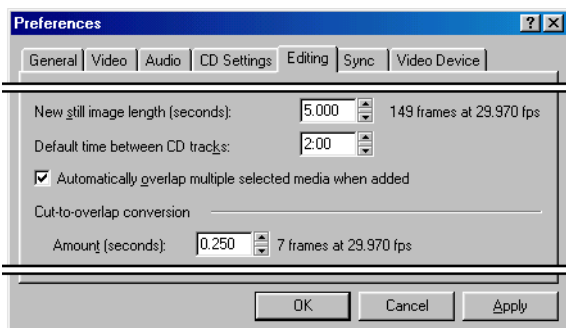 Preferences
General Video Audio CD Settings Editing Sync Video Device
New still image length (seconds): 5.000 149 frames at 29.970 fps
Default time between CD tracks: 2:00
Automatically overlap multiple selected media when added
Cut-to-overlap conversion
Amount (seconds): 0.250 7 frames at 29.970 fps
OK Cancel Apply